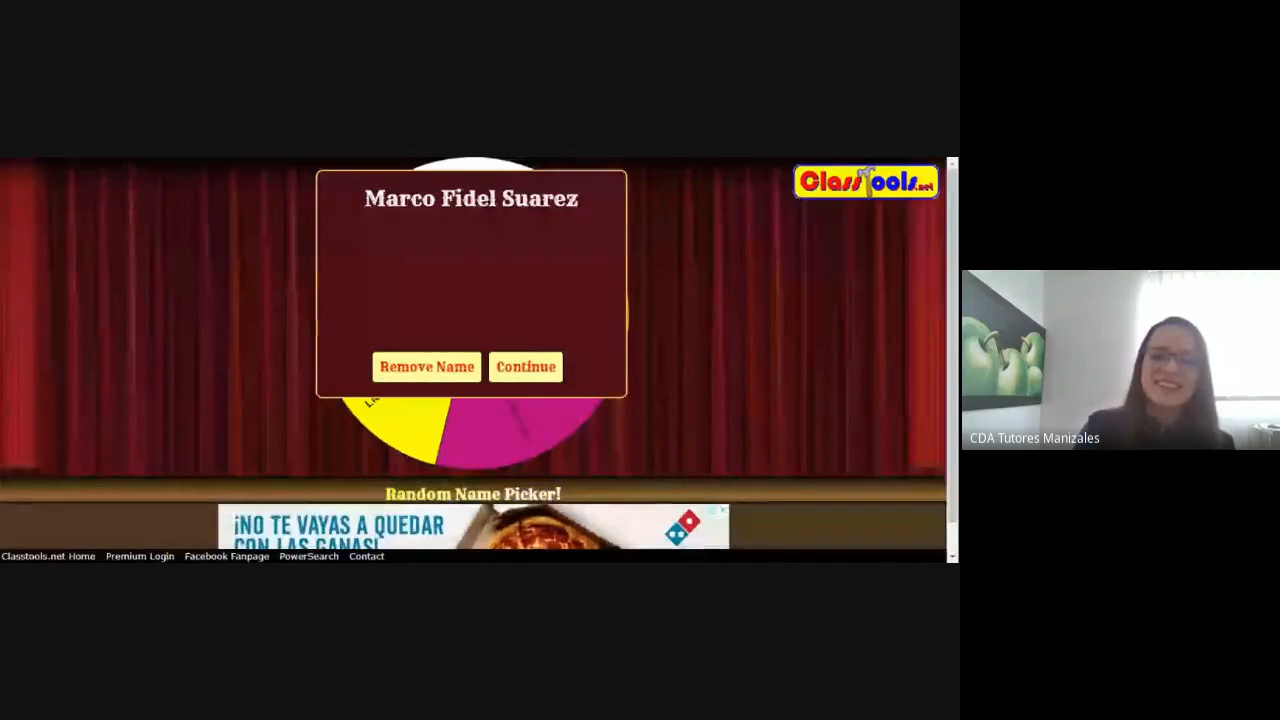 Marco Fidel Suarez
ClassTools.net
Remove Name
Continue
CDA Tutores Manizales
Random Name Picker!
¡NO TE VAYAS A QUEDAR
CON LAS GANAS!
Classtools.net Home
Premium Login
Facebook Fanpage
PowerSearch
Contact